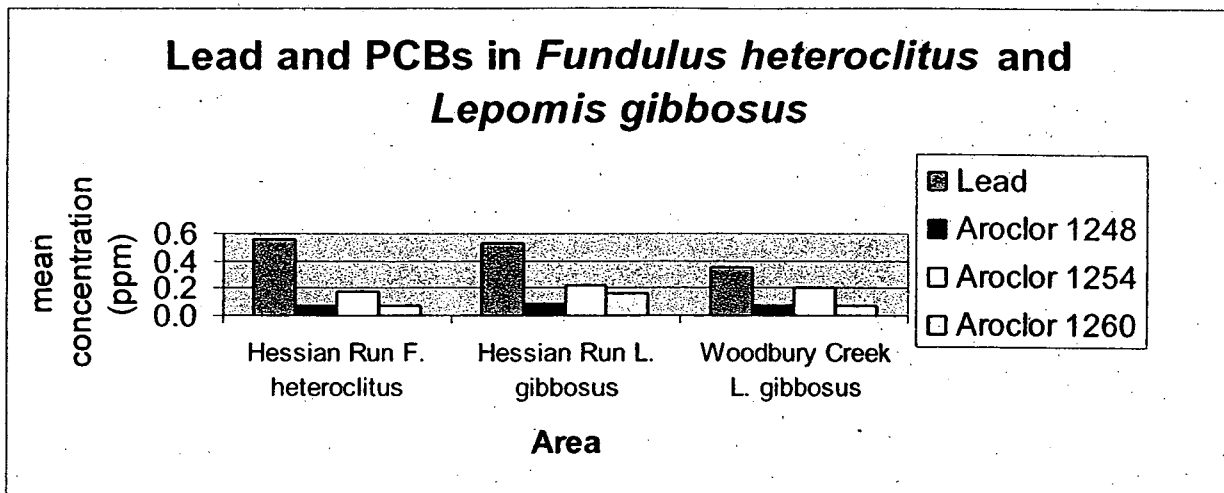 Lead and PCBs in Fundulus heteroclitus and
Lepomis gibbosus
mean
concentration
(ppm)
0.6
0.4
0.2
0.0
Hessian Run F.
heteroclitus
Hessian Run L.
gibbosus
Woodbury Creek
L. gibbosus
Area
Lead
Aroclor 1248
Aroclor 1254
Aroclor 1260